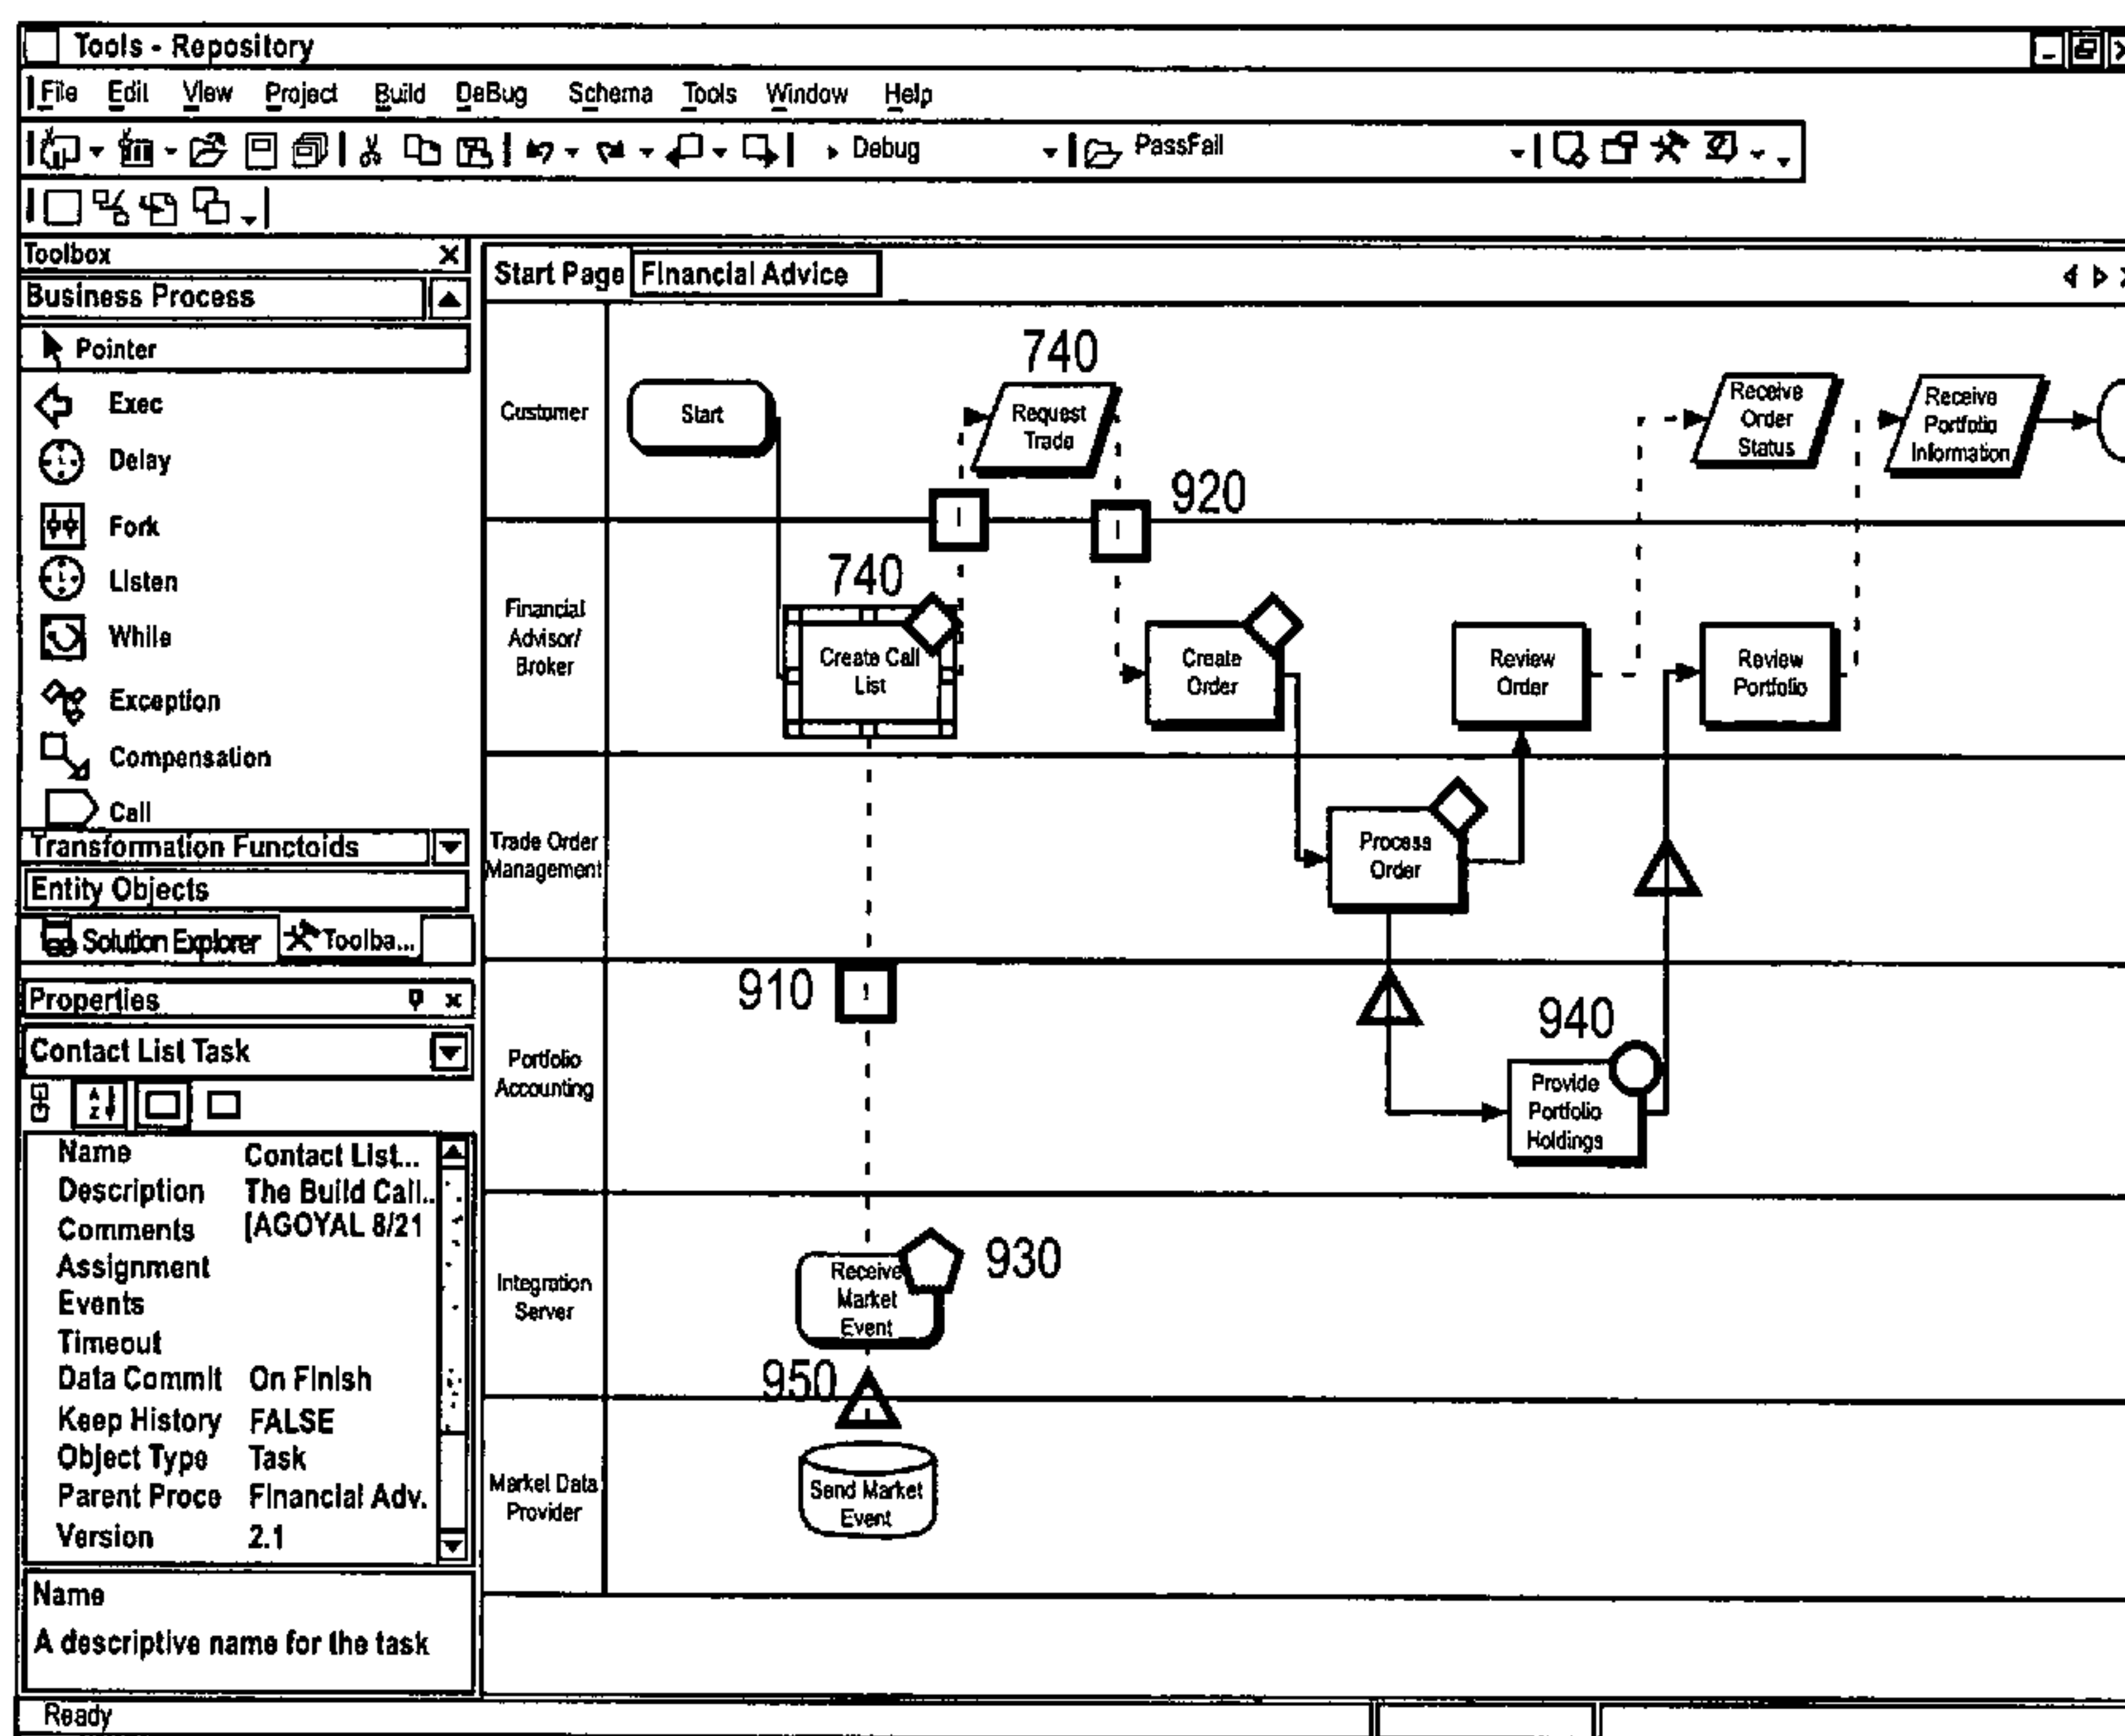 Tools - Repository
File Edit View Project Build DeBug Schema Tools Window Help
Debug PassFail
Toolbox
Business Process
Pointer
Exec
Delay
Fork
Listen
While
Exception
Compensation
Call
Transformation Functoids
Entity Objects
Solution Explorer Toolba...
Properties
Contact List Task
A
Z
Name Contact List...
Description The Build Call..
Comments [AGOYAL 8/21
Assignment
Events
Timeout
Data Commit On Finish
Keep History FALSE
Object Type Task
Parent Proce Financial Adv.
Version 2.1
Name
A descriptive name for the task
Ready
Start Page Financial Advice
Customer
Start
740
Request
Trade
Receive
Order
Status
Receive
Portfolio
Information
920
Financial
Advisor/
Broker
740
Create Call
List
Create
Order
Review
Order
Review
Portfolio
Trade Order
Management
Process
Order
Portfolio
Accounting
910
940
Provide
Portfolio
Holdings
Integration
Server
Receive
Market
Event
930
950
Market Data
Provider
Send Market
Event